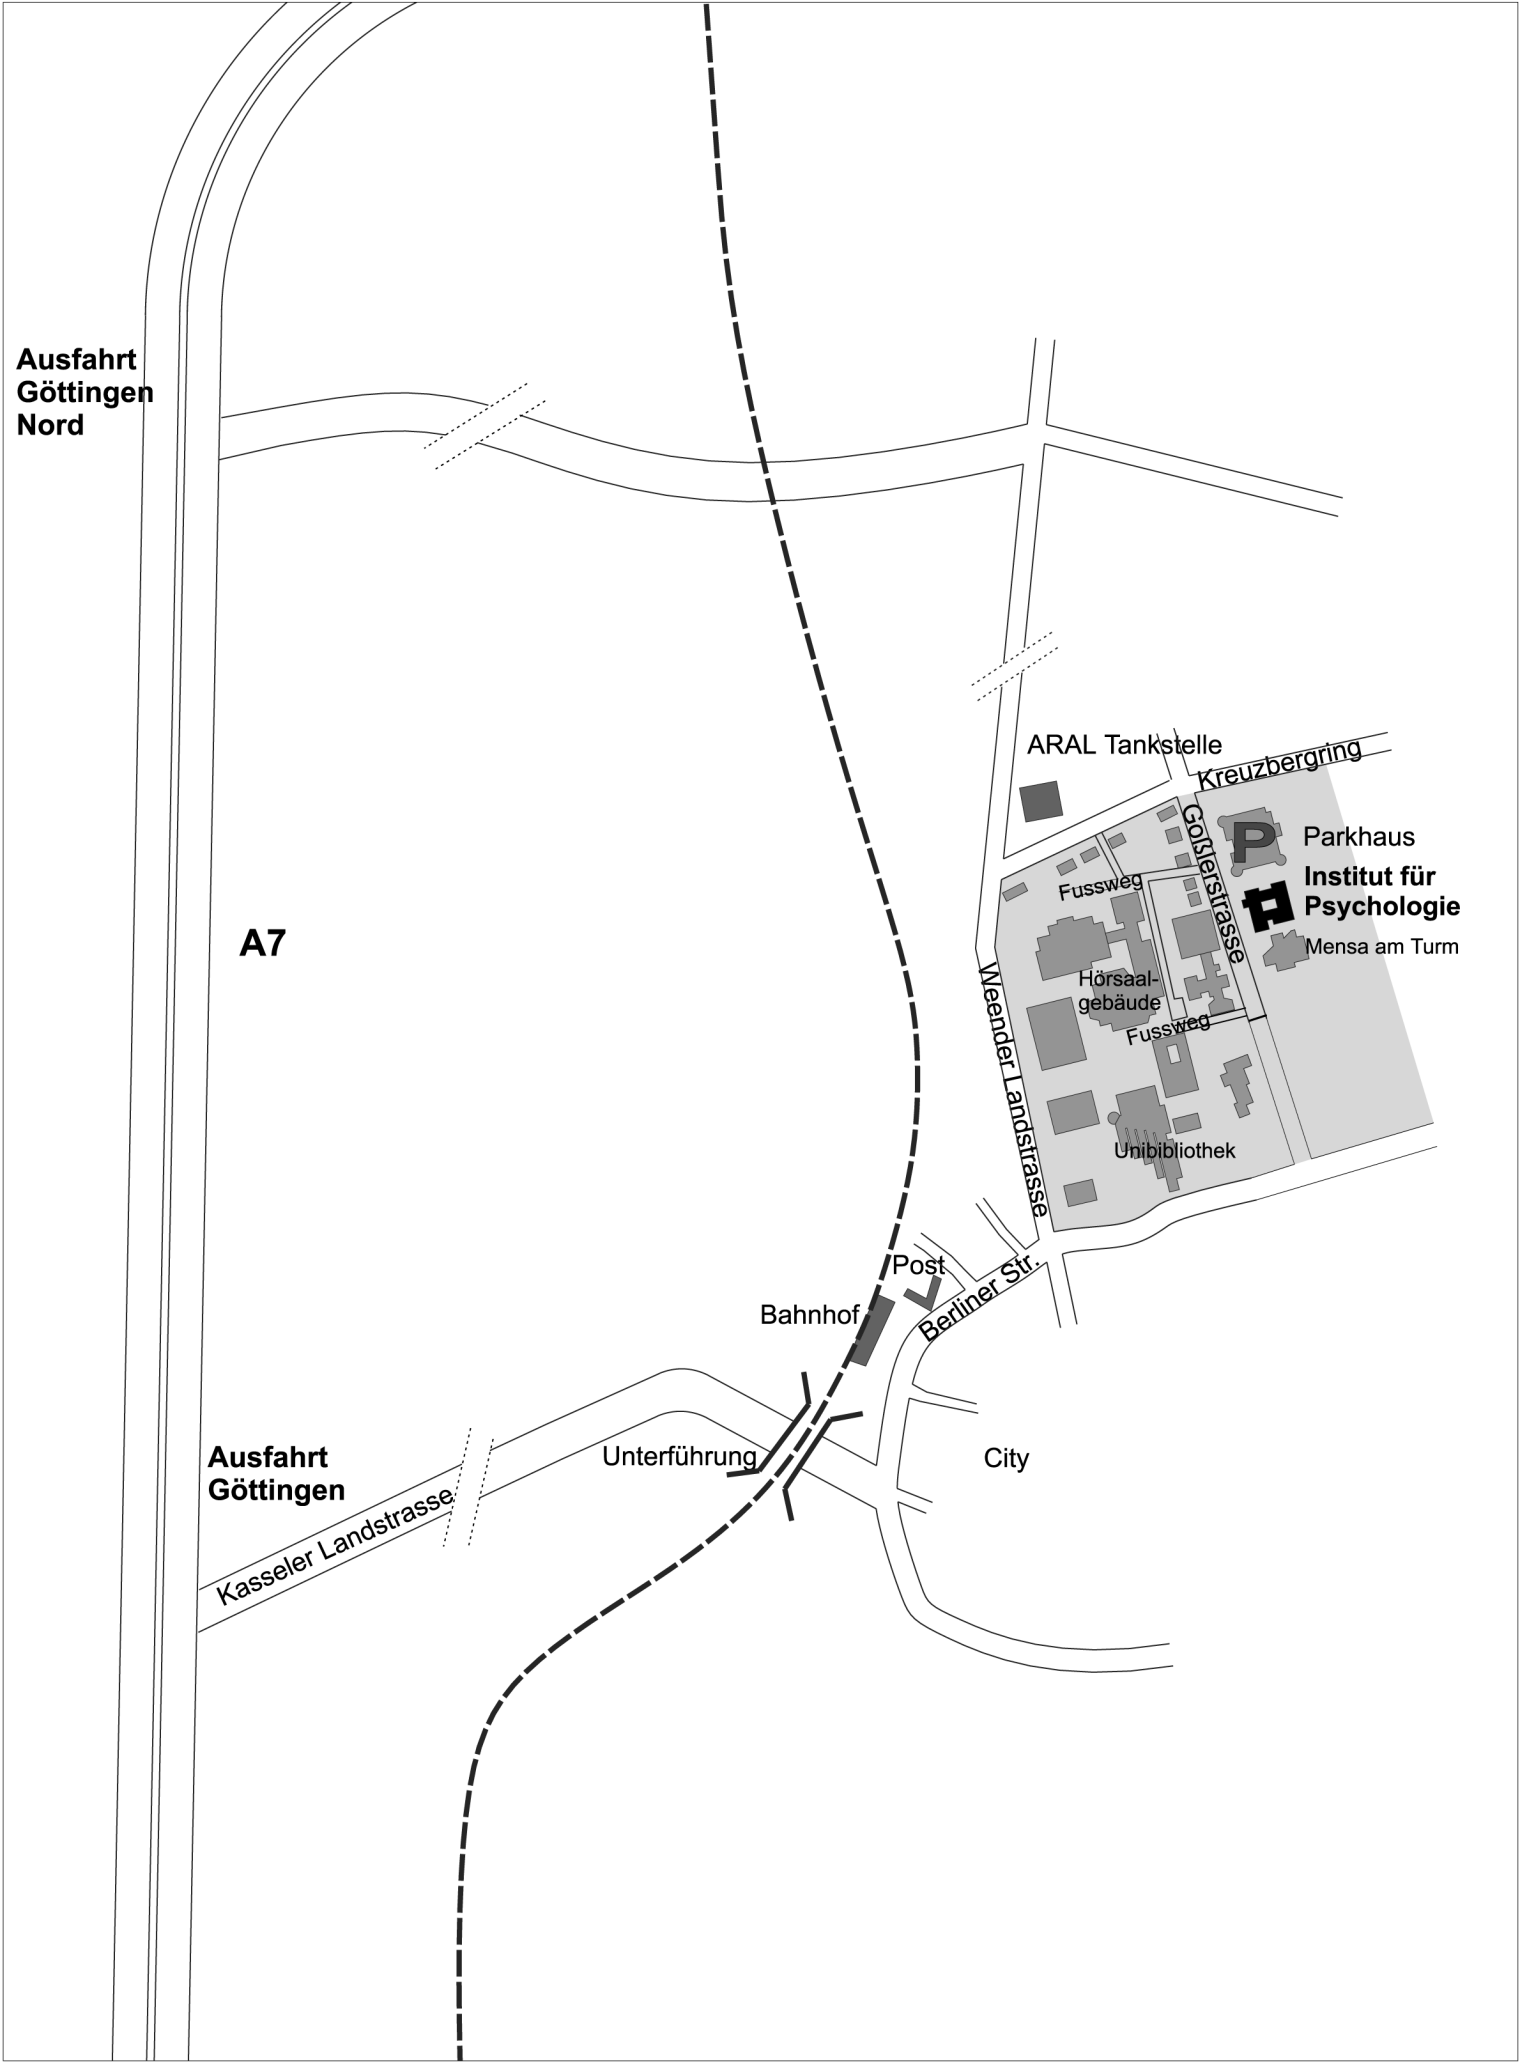 Ausfahrt
Göttingen
Nord
ARAL Tankstelle
Kreuzbergring
Goßlerstrasse
P
Parkhaus
Institut für
Psychologie
Mensa am Turm
Fussweg
A7
Hörsaal-
gebäude
Weender Landstrasse
Fussweg
Unibibliothek
Post
Berliner Str.
Bahnhof
Unterführung
City
Ausfahrt
Göttingen
Kasseler Landstrasse